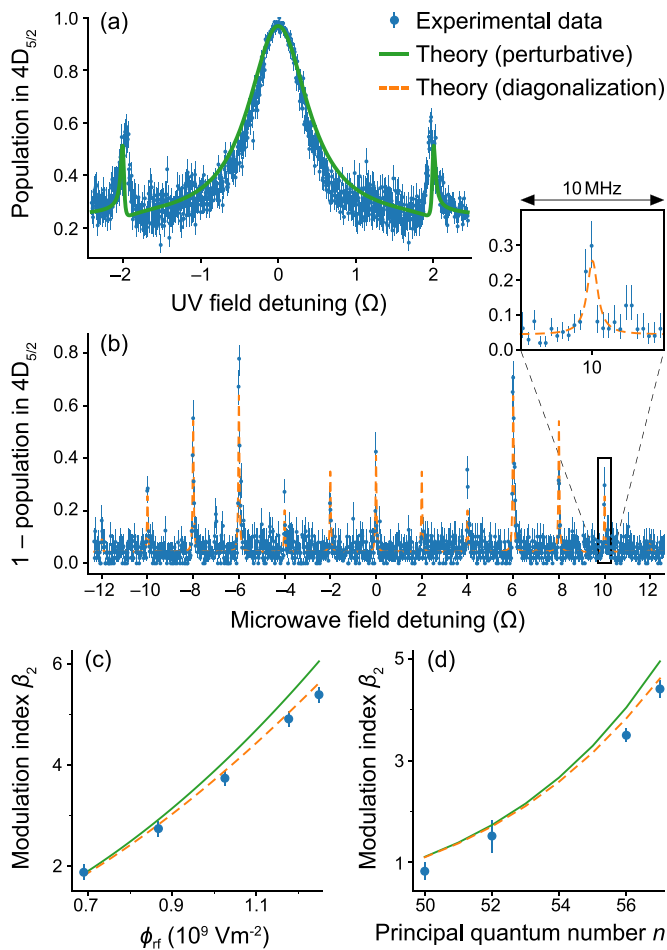 (a)
Experimental data
Theory (perturbative)
Theory (diagonalization)
Population in 4D5/2
1.0
0.8
0.6
0.4
0.2
−2 −1 0 1 2
UV field detuning (Ω)
10 MHz
0.3
0.2
0.1
0.0
10
(b)
1 − population in 4D5/2
0.8
0.6
0.4
0.2
0.0
−12 −10 −8 −6 −4 −2 0 2 4 6 8 10 12
Microwave field detuning (Ω)
(c)
Modulation index β2
6
4
2
0.7 0.9 1.1
ϕrf (10⁹ Vm⁻²)
(d)
Modulation index β2
5
3
1
50 52 54 56
Principal quantum number n